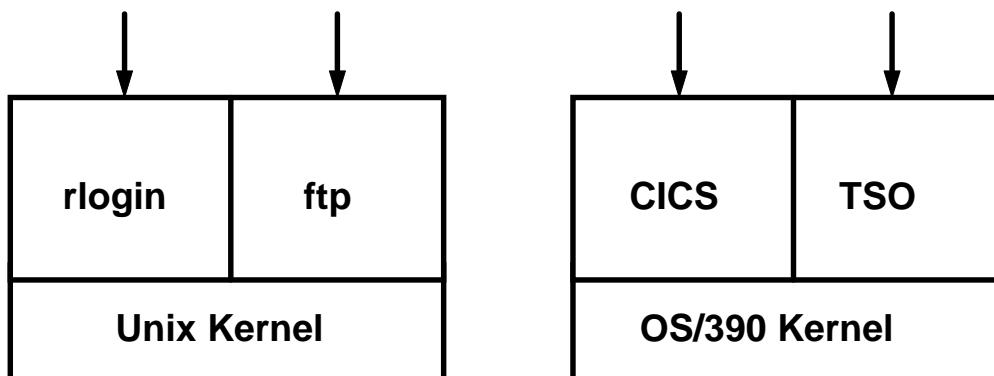 rlogin
ftp
CICS
TSO
Unix Kernel
OS/390 Kernel